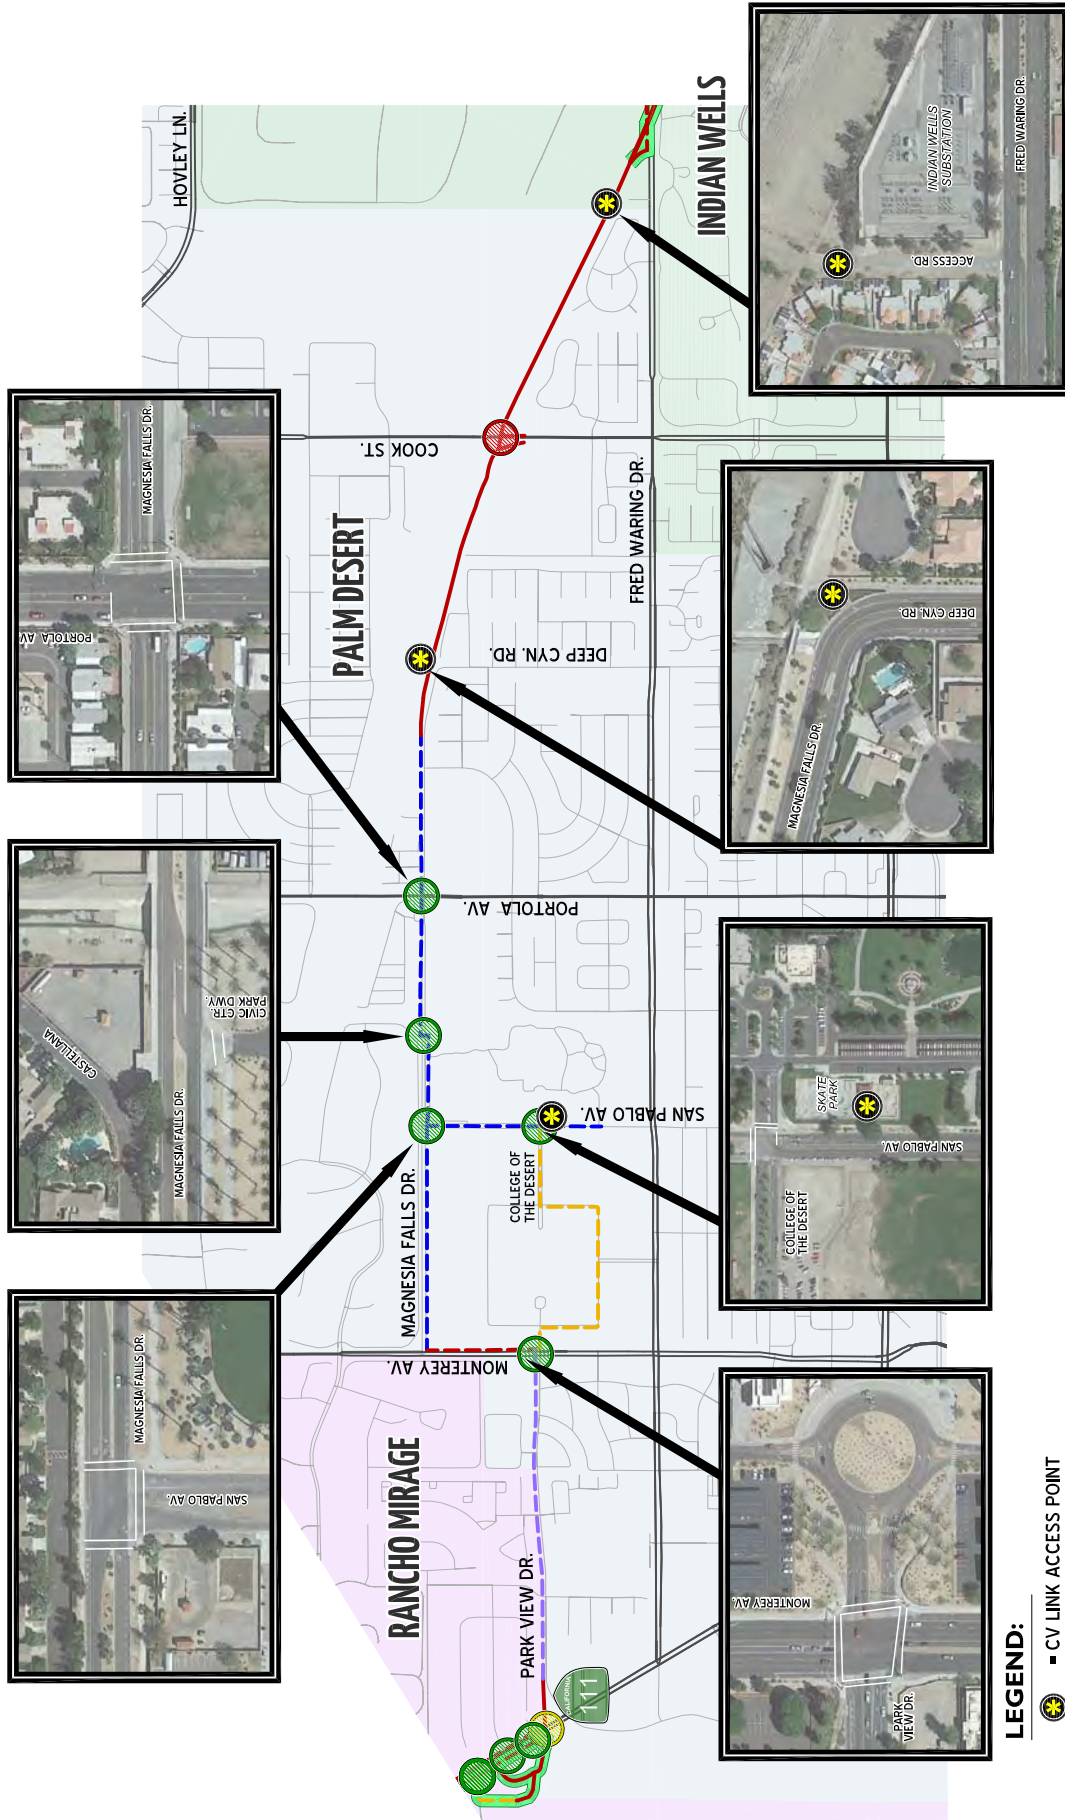 HOVLEY LN.
INDIAN WELLS
COOK ST.
PALM DESERT
FRED WARING DR.
DEEP CYN. RD.
PORTOLA AV.
SAN PABLO AV.
COLLEGE OF
THE DESERT
MAGNESIA FALLS DR.
MONTEREY AV.
RANCHO MIRAGE
PARK VIEW DR.
CALIFORNIA
111
MAGNESIA FALLS DR.
SAN PABLO AV.
CASTELLANA
MAGNESIA FALLS DR.
CIVIC CTR.
PARK DWY.
PORTOLA AV
MAGNESIA FALLS DR.
MONTEREY AV.
PARK
VIEW DR.
COLLEGE OF
THE DESERT
SKATE
PARK
SAN PABLO AV.
MAGNESIA FALLS DR.
DEEP CYN. RD.
ACCESS RD.
INDIAN WELLS
SUBSTATION
FRED WARING DR.
LEGEND:
- CV LINK ACCESS POINT